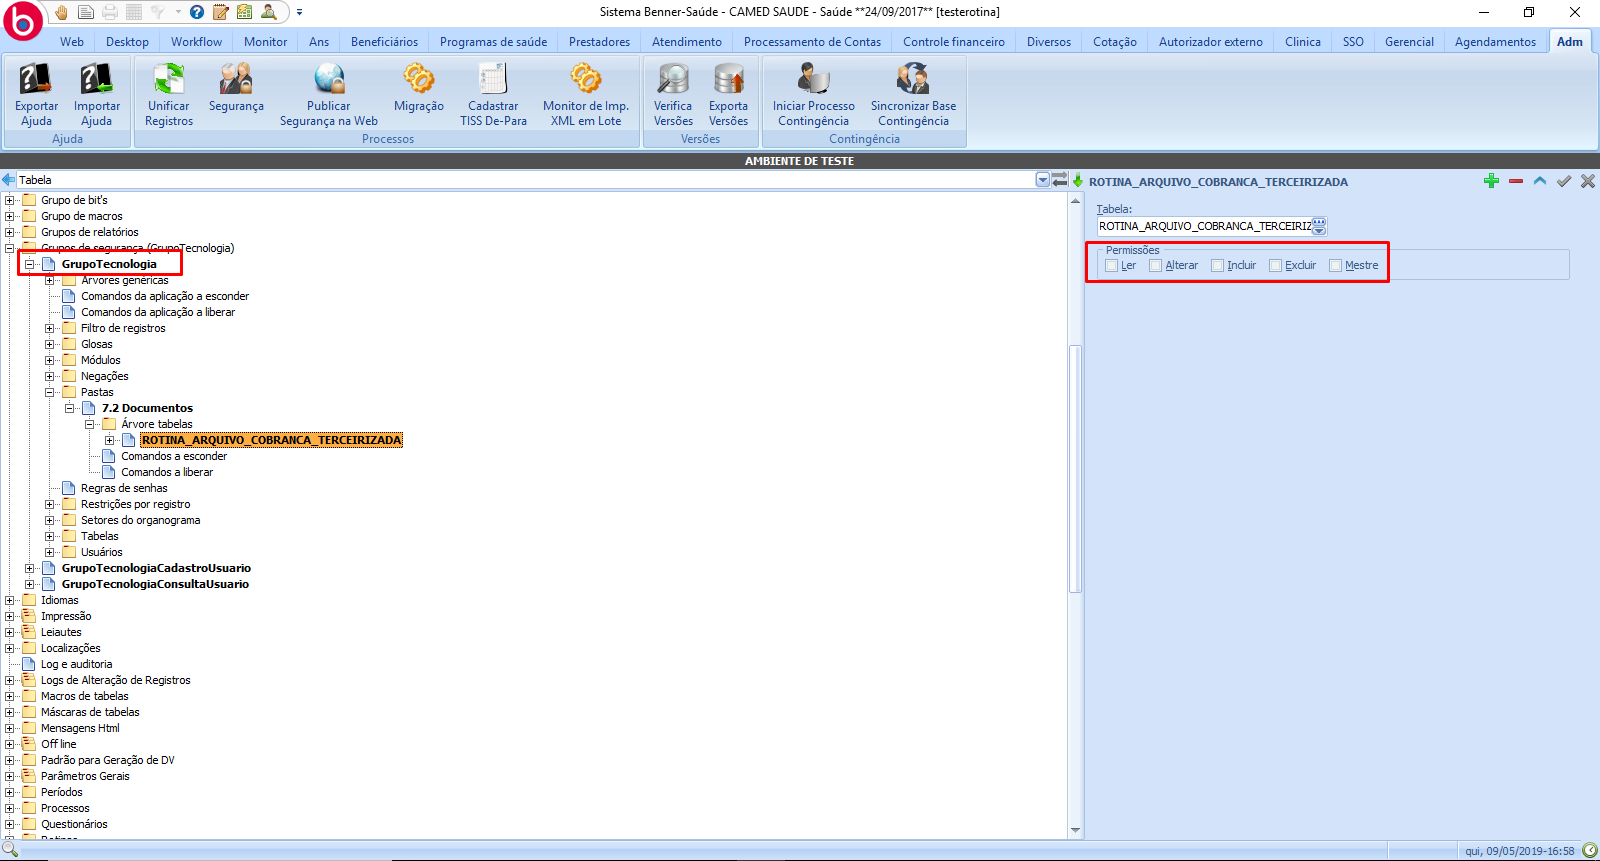 Sistema Benner-Saúde - CAMED SAUDE - Saúde **24/09/2017** [testerotina]
Web Desktop Workflow Monitor Ans Beneficiários Programas de saúde Prestadores Atendimento Processamento de Contas Controle financeiro Diversos Cotação Autorizador externo Clinica SSO Gerencial Agendamentos Adm
Exportar Ajuda
Importar Ajuda
Ajuda
Unificar Registros
Segurança
Publicar Segurança na Web
Migração
Cadastrar TISS De-Para
Monitor de Imp. XML em Lote
Processos
Verifica Versões
Exporta Versões
Versões
Iniciar Processo Contingência
Sincronizar Base Contingência
Contingência
AMBIENTE DE TESTE
Tabela
Grupo de bit's
Grupo de macros
Grupos de relatórios
Grupos de segurança (GrupoTecnologia)
GrupoTecnologia
Árvores genéricas
Comandos da aplicação a esconder
Comandos da aplicação a liberar
Filtro de registros
Glosas
Módulos
Negações
Pastas
7.2 Documentos
Árvore tabelas
ROTINA_ARQUIVO_COBRANCA_TERCEIRIZADA
Comandos a esconder
Comandos a liberar
Regras de senhas
Restrições por registro
Setores do organograma
Tabelas
Usuários
GrupoTecnologiaCadastroUsuario
GrupoTecnologiaConsultaUsuario
Idiomas
Impressão
Leiautes
Localizações
Log e auditoria
Logs de Alteração de Registros
Macros de tabelas
Máscaras de tabelas
Mensagens Html
Off line
Padrão para Geração de DV
Parâmetros Gerais
Períodos
Processos
Questionários
Rotinas
ROTINA_ARQUIVO_COBRANCA_TERCEIRIZADA
Tabela:
ROTINA_ARQUIVO_COBRANCA_TERCEIRIZ
Permissões
Ler Alterar Incluir Excluir Mestre
qui, 09/05/2019-16:58